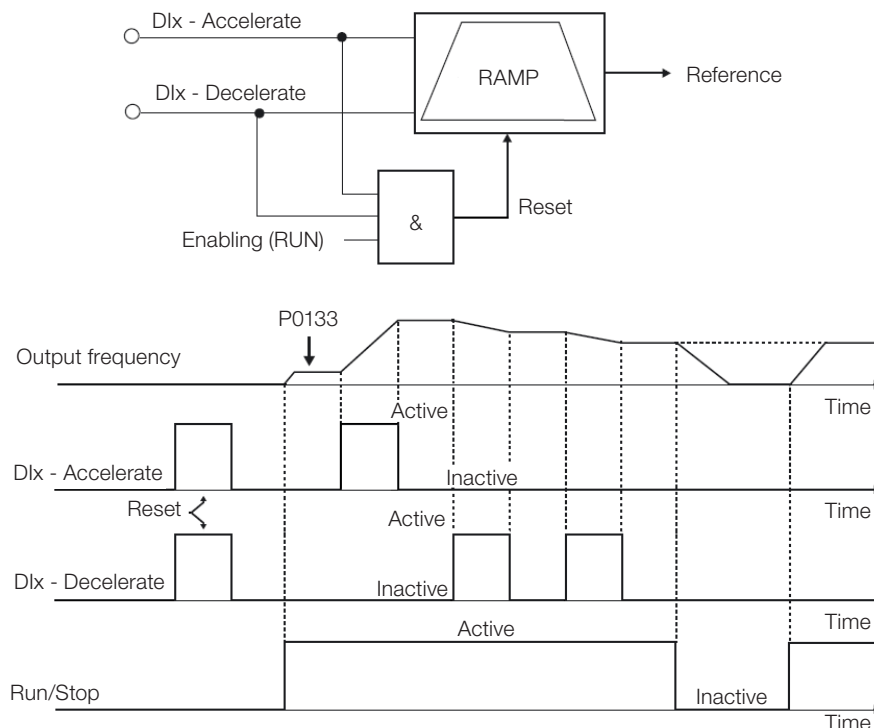 DIx - Accelerate
DIx - Decelerate
RAMP
Reference
&
Reset
Enabling (RUN)
P0133
Output frequency
Time
Active
DIx - Accelerate
Inactive
Time
Reset
Active
DIx - Decelerate
Inactive
Time
Active
Run/Stop
Inactive
Time